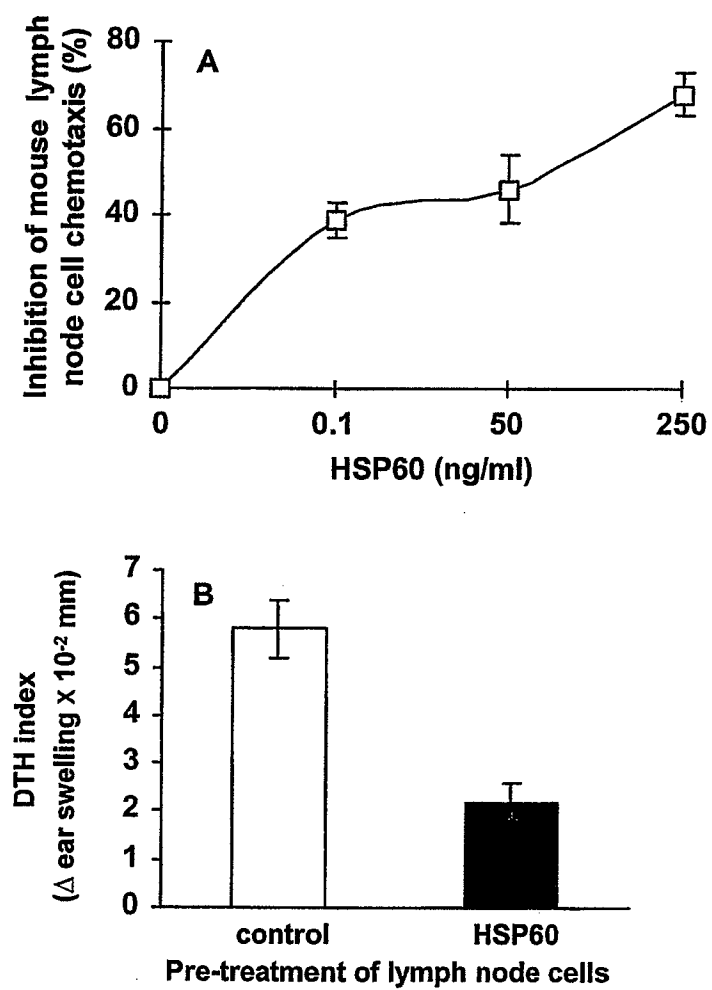 Inhibition of mouse lymph
node cell chemotaxis (%)
80
60
40
20
0
A
0 0.1 50 250
HSP60 (ng/ml)
DTH index
(Δ ear swelling X 10⁻² mm)
7
6
5
4
3
2
1
0
B
control HSP60
Pre-treatment of lymph node cells